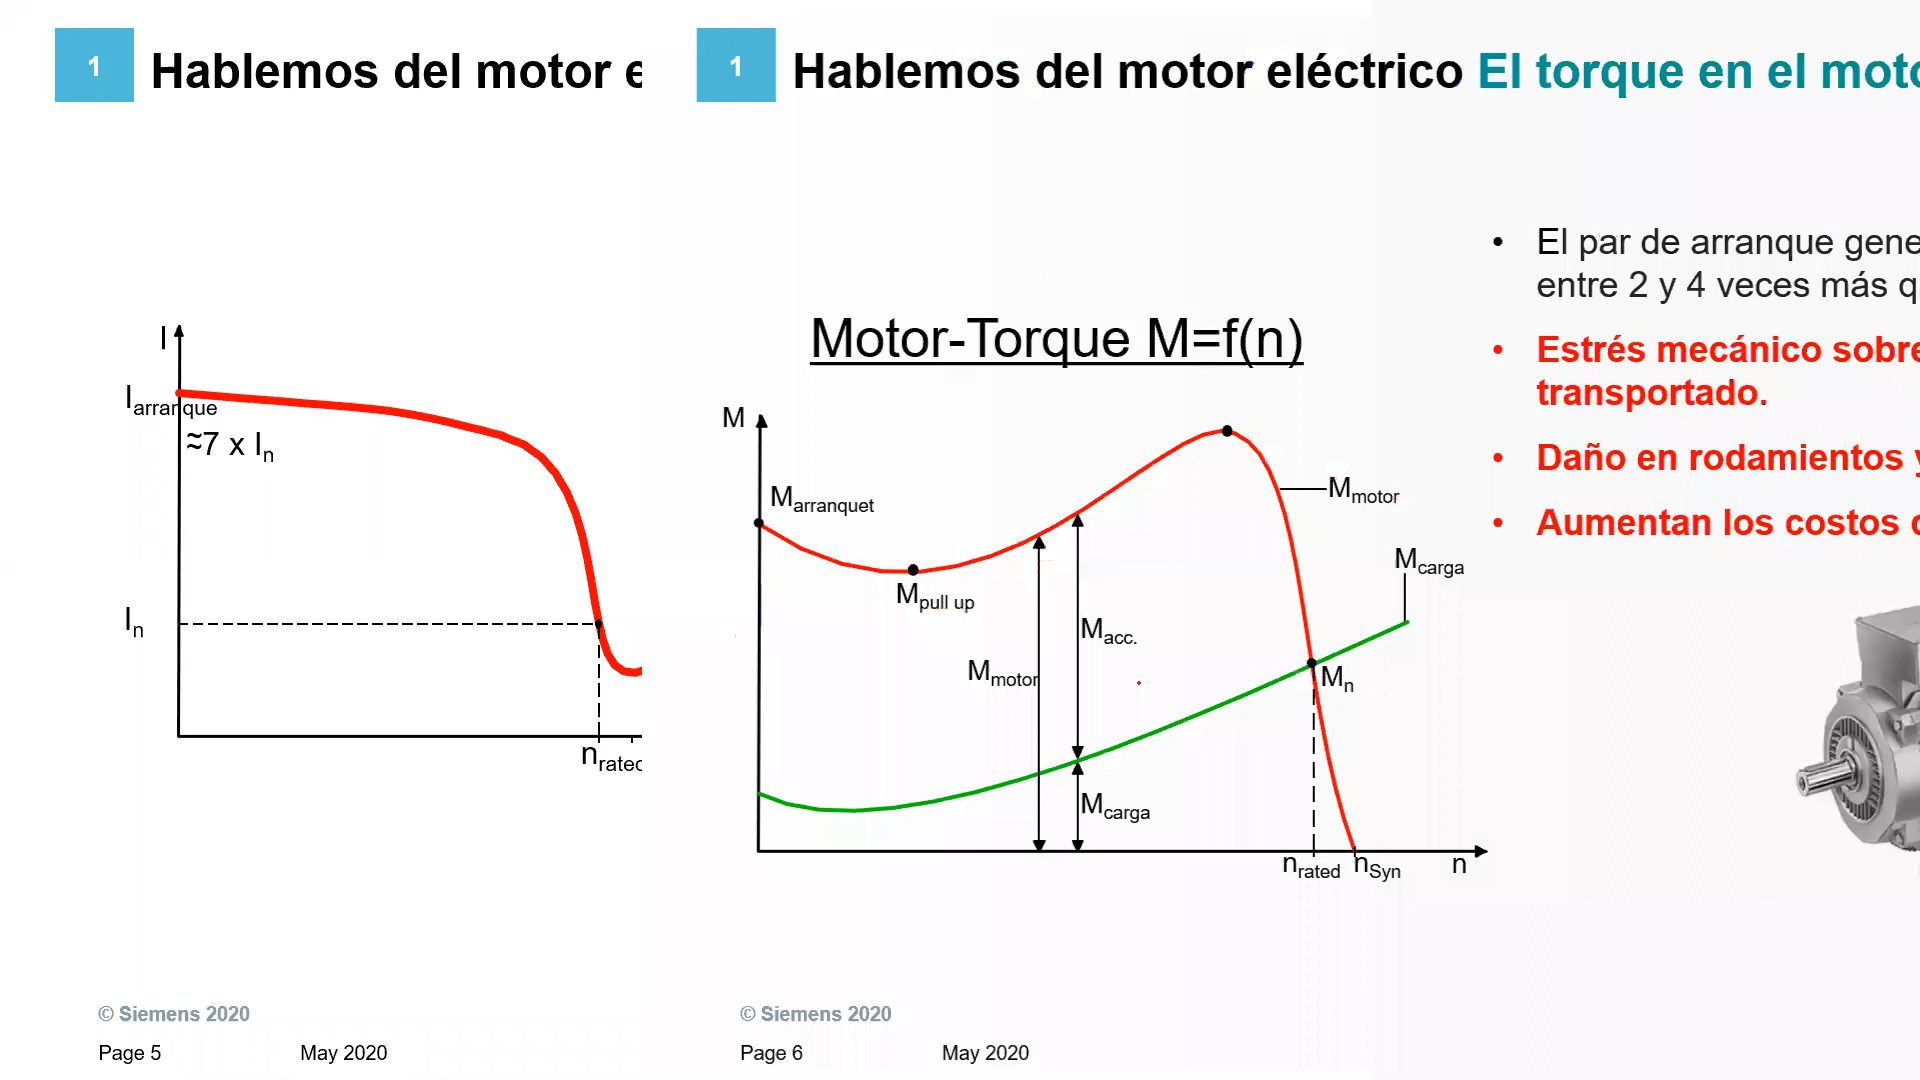 1
Hablemos del motor e
I
Iarranque
≈7 x In
In
nrated
© Siemens 2020
Page 5
May 2020
1
Hablemos del motor eléctrico El torque en el moto
Motor-Torque M=f(n)
M
Marranquet
Mpull up
Mmotor
Macc.
Mmotor
Mcarga
Mn
Mcarga
nrated
nSyn
n
• El par de arranque gene
entre 2 y 4 veces más q
• Estrés mecánico sobre
transportado.
• Daño en rodamientos y
• Aumentan los costos
© Siemens 2020
Page 6
May 2020